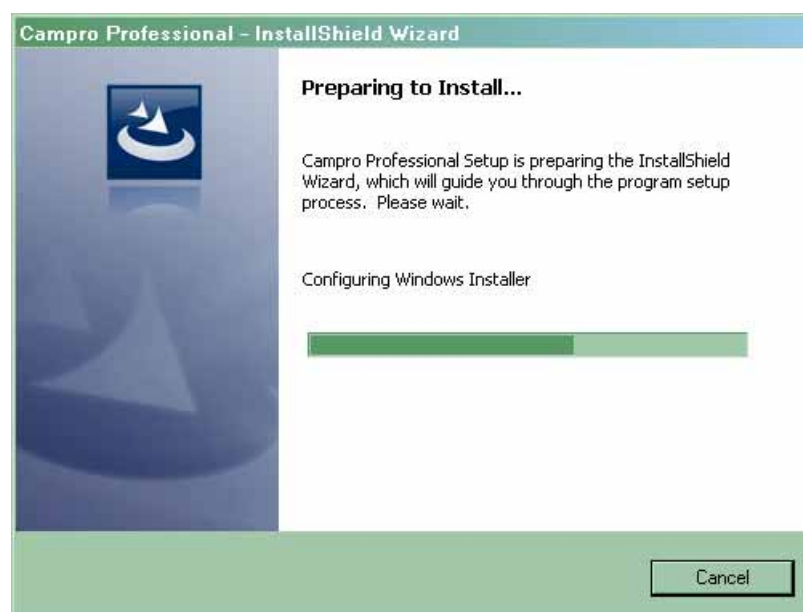 Campro Professional - InstallShield Wizard
Preparing to Install...
Campro Professional Setup is preparing the InstallShield
Wizard, which will guide you through the program setup
process. Please wait.
Configuring Windows Installer
Cancel